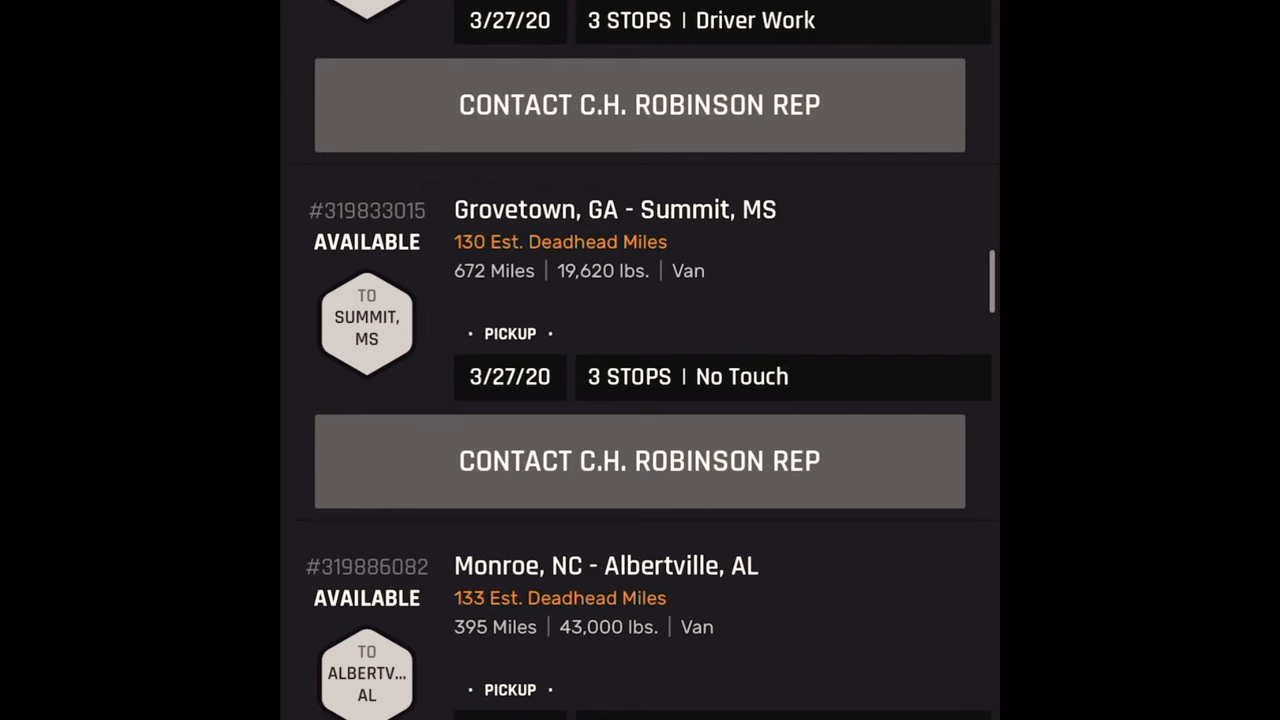 3/27/20 3 STOPS | Driver Work
CONTACT C.H. ROBINSON REP
#319833015 Grovetown, GA - Summit, MS
AVAILABLE 130 Est. Deadhead Miles
672 Miles | 19,620 lbs. | Van
TO
SUMMIT,
MS
· PICKUP ·
3/27/20 3 STOPS | No Touch
CONTACT C.H. ROBINSON REP
#319886082 Monroe, NC - Albertville, AL
AVAILABLE 133 Est. Deadhead Miles
395 Miles | 43,000 lbs. | Van
TO
ALBERTV...
AL
· PICKUP ·